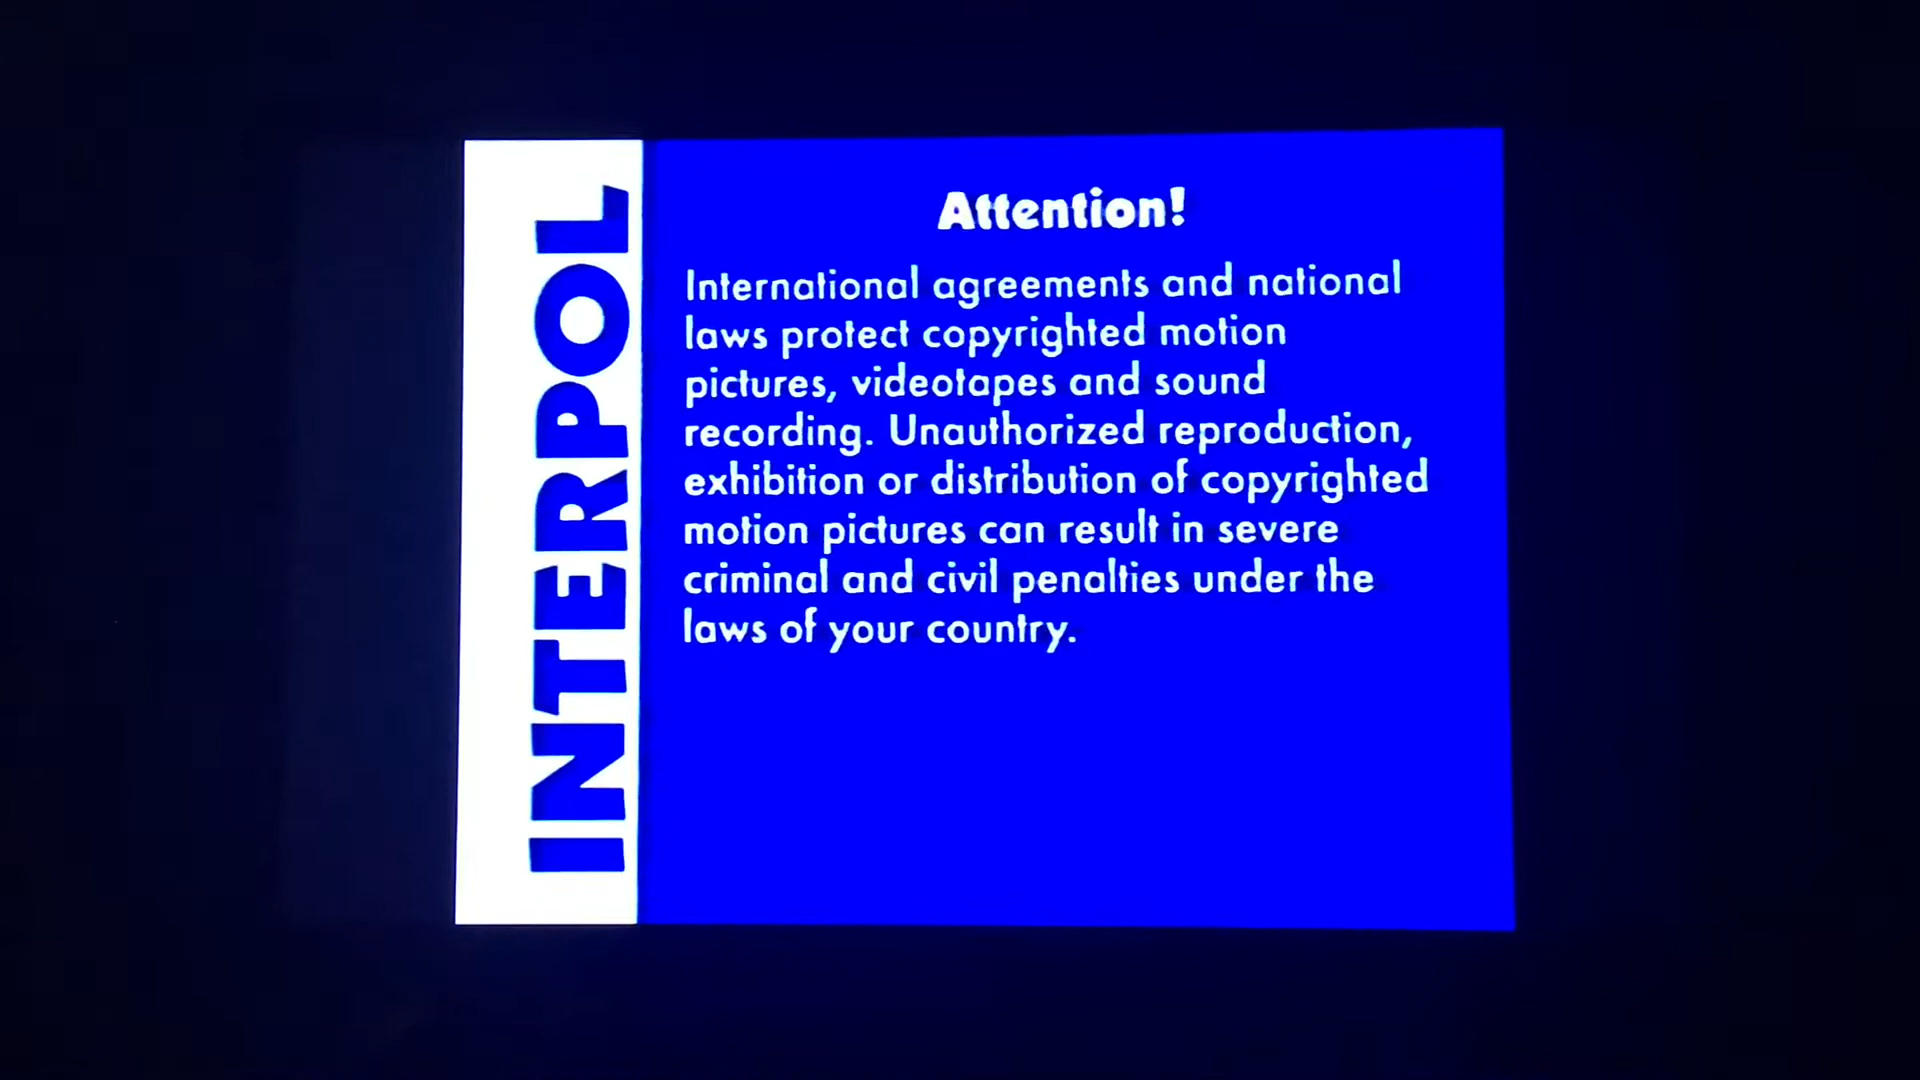 INTERPOL
Attention!
International agreements and national
laws protect copyrighted motion
pictures, videotapes and sound
recording. Unauthorized reproduction,
exhibition or distribution of copyrighted
motion pictures can result in severe
criminal and civil penalties under the
laws of your country.